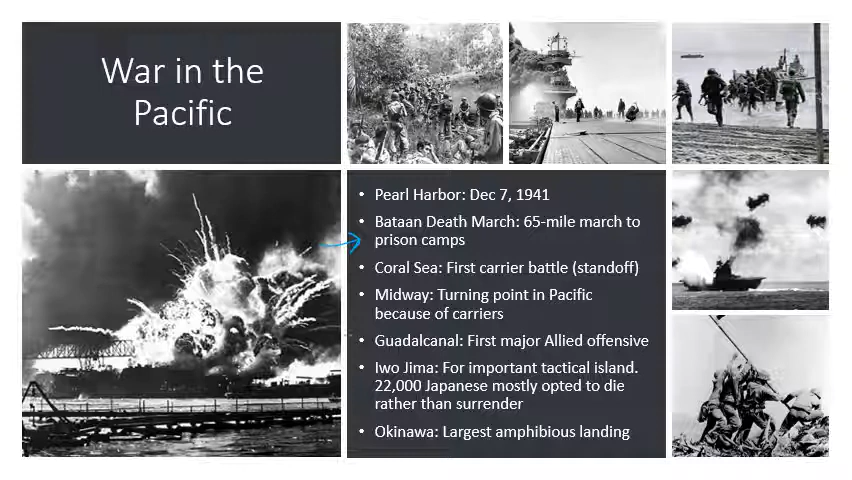 War in the
Pacific
• Pearl Harbor: Dec 7, 1941
• Bataan Death March: 65-mile march to
prison camps
• Coral Sea: First carrier battle (standoff)
• Midway: Turning point in Pacific
because of carriers
• Guadalcanal: First major Allied offensive
• Iwo Jima: For important tactical island.
22,000 Japanese mostly opted to die
rather than surrender
• Okinawa: Largest amphibious landing